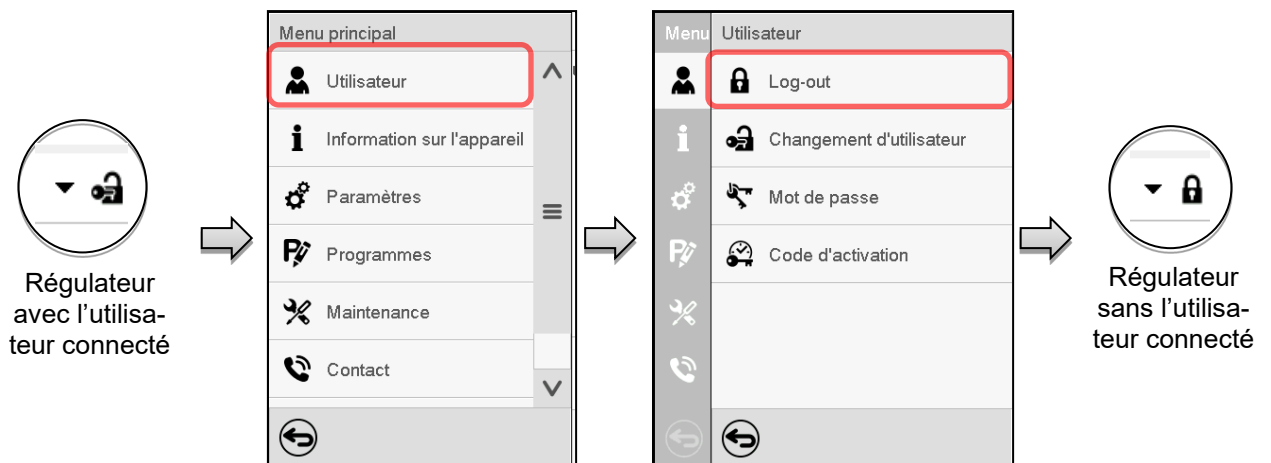 Régulateur
avec l’utilisa-
teur connecté
Menu principal
Utilisateur
Information sur l'appareil
Paramètres
Programmes
Maintenance
Contact
Menu
Utilisateur
Log-out
Changement d'utilisateur
Mot de passe
Code d'activation
Régulateur
sans l’utilisa-
teur connecté